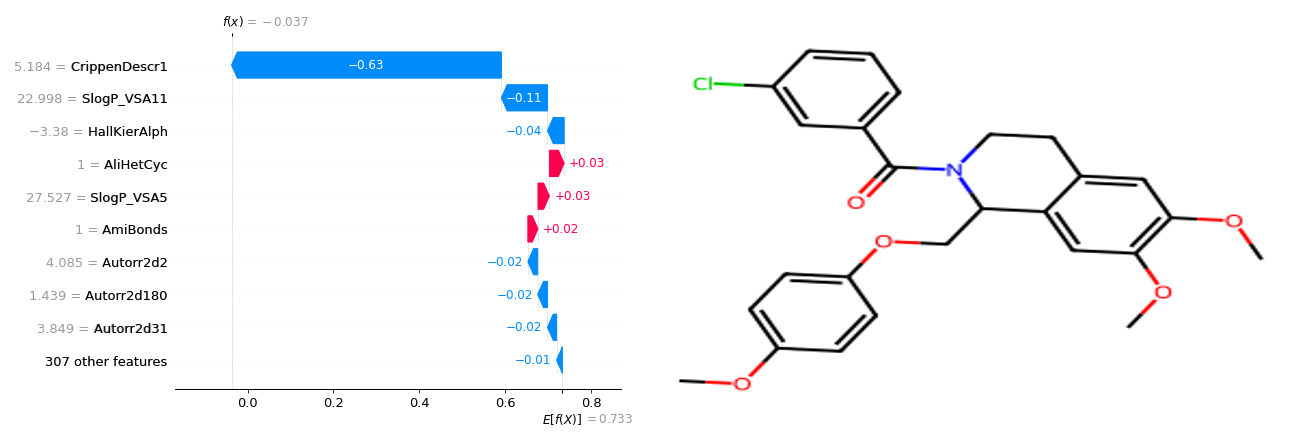 f(x) = −0.037
5.184 = CrippenDescr1 −0.63
22.998 = SlogP_VSA11 −0.11
−3.38 = HallKierAlph −0.04
1 = AliHetCyc +0.03
27.527 = SlogP_VSA5 +0.03
1 = AmiBonds +0.02
4.085 = Autorr2d2 −0.02
1.439 = Autorr2d180 −0.02
3.849 = Autorr2d31 −0.02
307 other features −0.01
0.0 0.2 0.4 0.6 0.8
E[f(X)] = 0.733
Cl
N
O
O
O
O
O